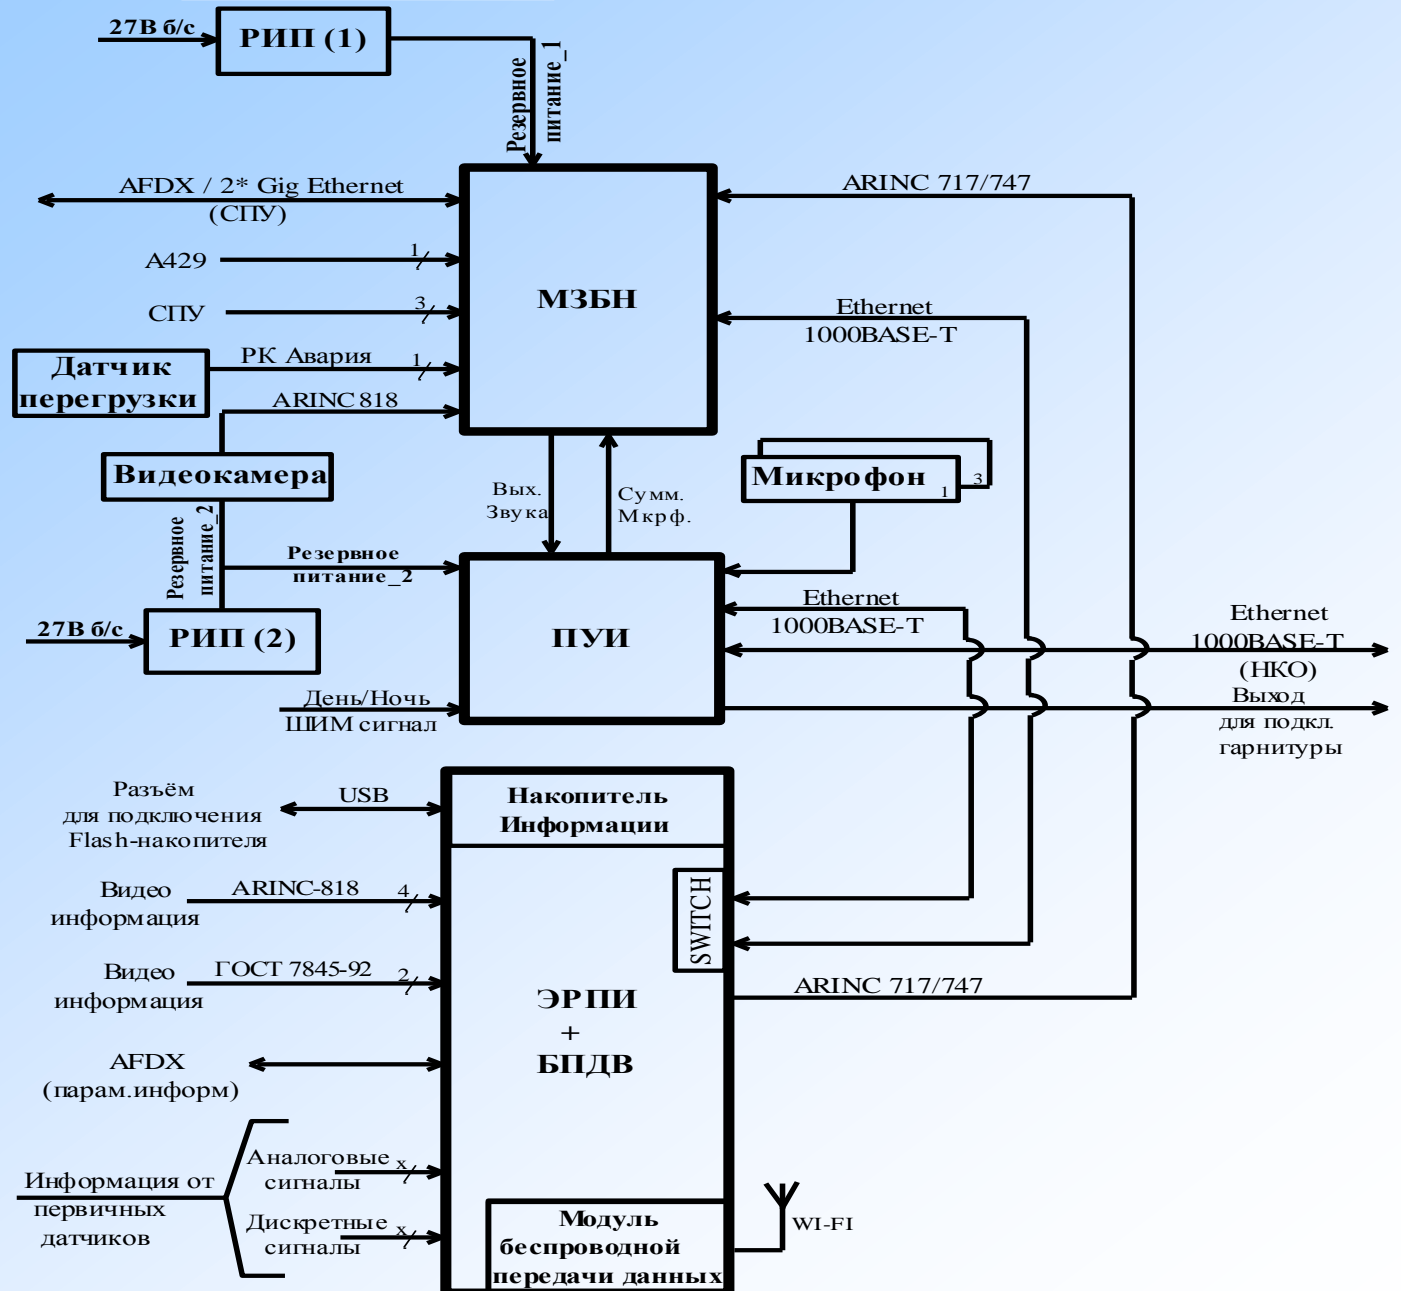 27В б/с
РИП (1)
Резервное
питание_1
AFDX / 2* Gig Ethernet
(СПУ)
ARINC 717/747
A429
1
МЗБН
СПУ
3
Ethernet
1000BASE-T
Датчик
перегрузки
РК Авария
1
ARINC 818
Видеокамера
Вых.
Звука
Сумм.
Мкрф.
Микрофон
1
3
Резервное
питание_2
Резервное
питание_2
27В б/с
РИП (2)
ПУИ
Ethernet
1000BASE-T
Ethernet
1000BASE-T
(НКО)
День/Ночь
ШИМ сигнал
Выход
для подкл.
гарнитуры
Разъём
для подключения
Flash-накопителя
USB
Накопитель
Информации
Видео
информация
ARINC-818
4
SWITCH
Видео
информация
ГОСТ 7845-92
2
ЭРПИ
+
БПДВ
ARINC 717/747
AFDX
(парам.информ)
Информация от
первичных
датчиков
Аналоговые
сигналы
x
Дискретные
сигналы
x
Модуль
беспроводной
передачи данных
WI-FI